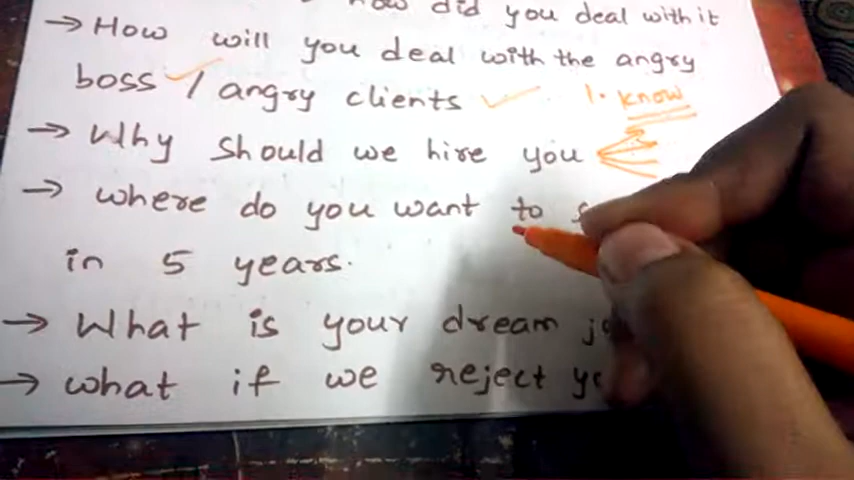 how did you deal with it
→ How will you deal with the angry
boss / angry clients 1. know
→ Why should we hire you
→ where do you want to
in 5 years.
→ What is your dream
→ what if we reject